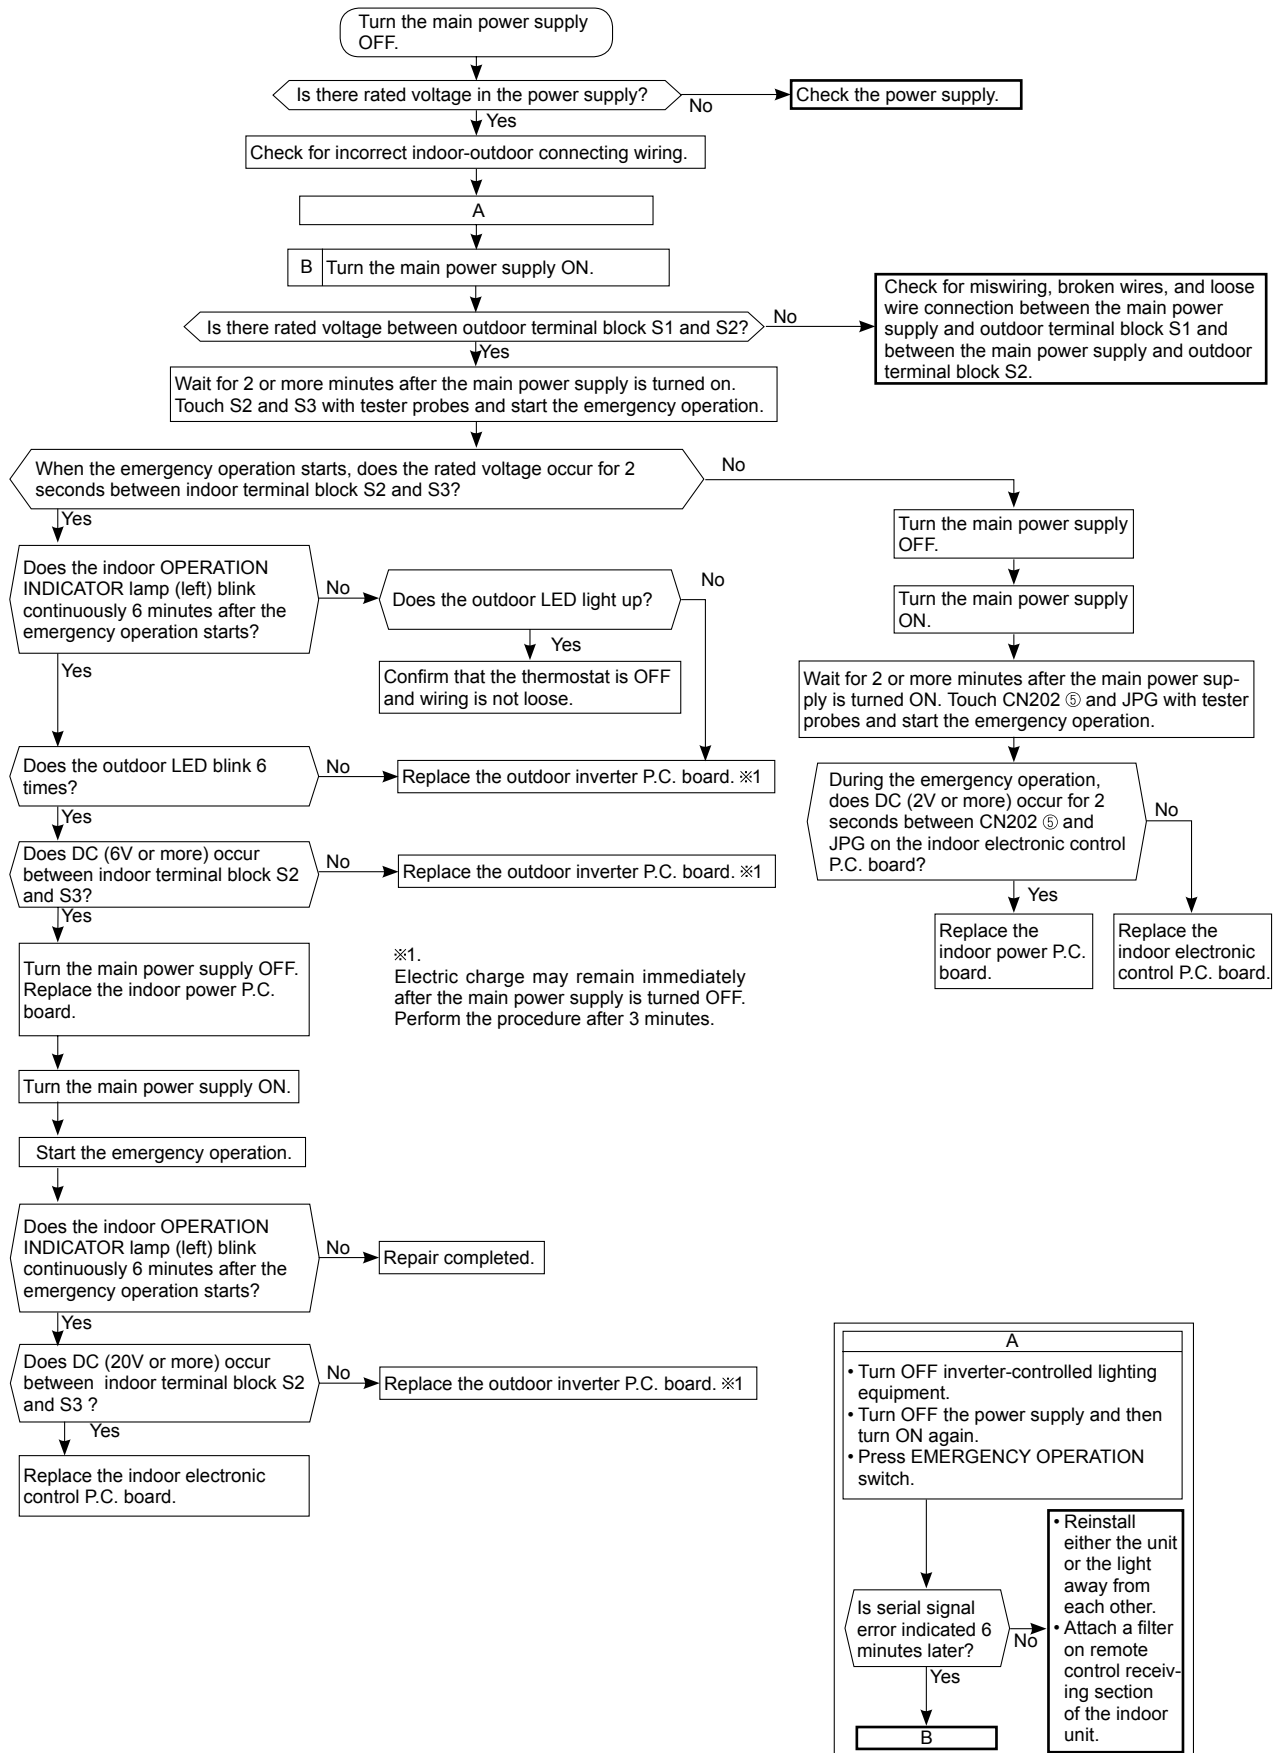 Turn the main power supply
OFF.
Is there rated voltage in the power supply?
No
Check the power supply.
Yes
Check for incorrect indoor-outdoor connecting wiring.
A
B
Turn the main power supply ON.
Is there rated voltage between outdoor terminal block S1 and S2?
No
Check for miswiring, broken wires, and loose
wire connection between the main power
supply and outdoor terminal block S1 and
between the main power supply and outdoor
terminal block S2.
Yes
Wait for 2 or more minutes after the main power supply is turned on.
Touch S2 and S3 with tester probes and start the emergency operation.
When the emergency operation starts, does the rated voltage occur for 2
seconds between indoor terminal block S2 and S3?
No
Yes
Turn the main power supply
OFF.
Turn the main power supply
ON.
Wait for 2 or more minutes after the main power sup-
ply is turned ON. Touch CN202 ⑤ and JPG with tester
probes and start the emergency operation.
During the emergency operation,
does DC (2V or more) occur for 2
seconds between CN202 ⑤ and
JPG on the indoor electronic control
P.C. board?
No
Yes
Replace the
indoor power P.C.
board.
Replace the
indoor electronic
control P.C. board.
Does the indoor OPERATION
INDICATOR lamp (left) blink
continuously 6 minutes after the
emergency operation starts?
No
Does the outdoor LED light up?
No
Yes
Confirm that the thermostat is OFF
and wiring is not loose.
Yes
Does the outdoor LED blink 6
times?
No
Replace the outdoor inverter P.C. board. ※1
Yes
Does DC (6V or more) occur
between indoor terminal block S2
and S3?
No
Replace the outdoor inverter P.C. board. ※1
Yes
Turn the main power supply OFF.
Replace the indoor power P.C.
board.
※1.
Electric charge may remain immediately
after the main power supply is turned OFF.
Perform the procedure after 3 minutes.
Turn the main power supply ON.
Start the emergency operation.
Does the indoor OPERATION
INDICATOR lamp (left) blink
continuously 6 minutes after the
emergency operation starts?
No
Repair completed.
Yes
Does DC (20V or more) occur
between indoor terminal block S2
and S3 ?
No
Replace the outdoor inverter P.C. board. ※1
Yes
Replace the indoor electronic
control P.C. board.
A
• Turn OFF inverter-controlled lighting
equipment.
• Turn OFF the power supply and then
turn ON again.
• Press EMERGENCY OPERATION
switch.
Is serial signal
error indicated 6
minutes later?
No
• Reinstall
either the unit
or the light
away from
each other.
• Attach a filter
on remote
control receiv-
ing section
of the indoor
unit.
Yes
B